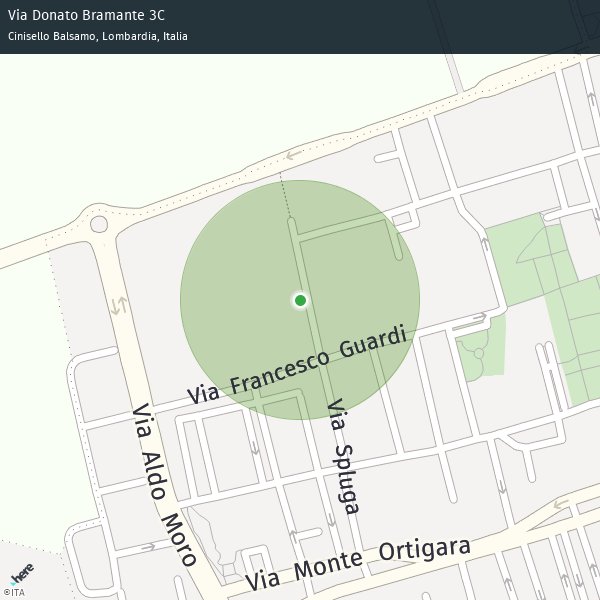 Via Donato Bramante 3C
Cinisello Balsamo, Lombardia, Italia
Via Francesco Guardi
Via Spluga
Via Aldo Moro
Via Monte Ortigara
here
©ITA